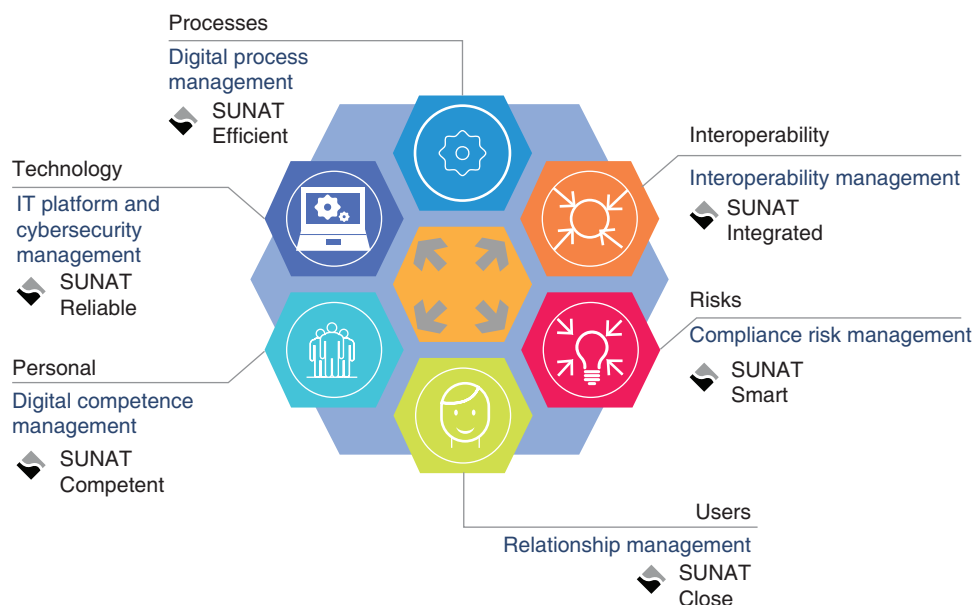 Processes
Digital process
management
SUNAT
Efficient
Interoperability
Interoperability management
SUNAT
Integrated
Technology
IT platform and
cybersecurity
management
SUNAT
Reliable
Risks
Compliance risk management
SUNAT
Smart
Personal
Digital competence
management
SUNAT
Competent
Users
Relationship management
SUNAT
Close